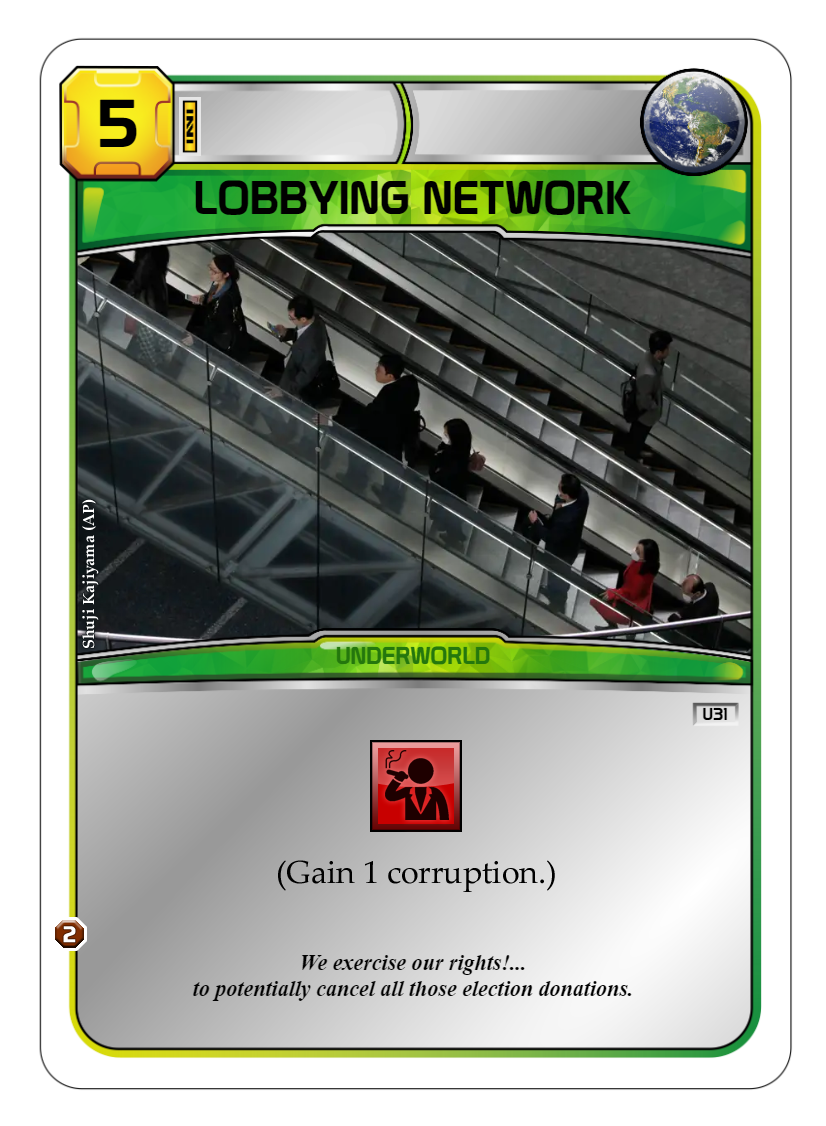 5
LOBBYING NETWORK
Shuji Kajiyama (AP)
UNDERWORLD
U31
(Gain 1 corruption.)
2
We exercise our rights!...
to potentially cancel all those election donations.